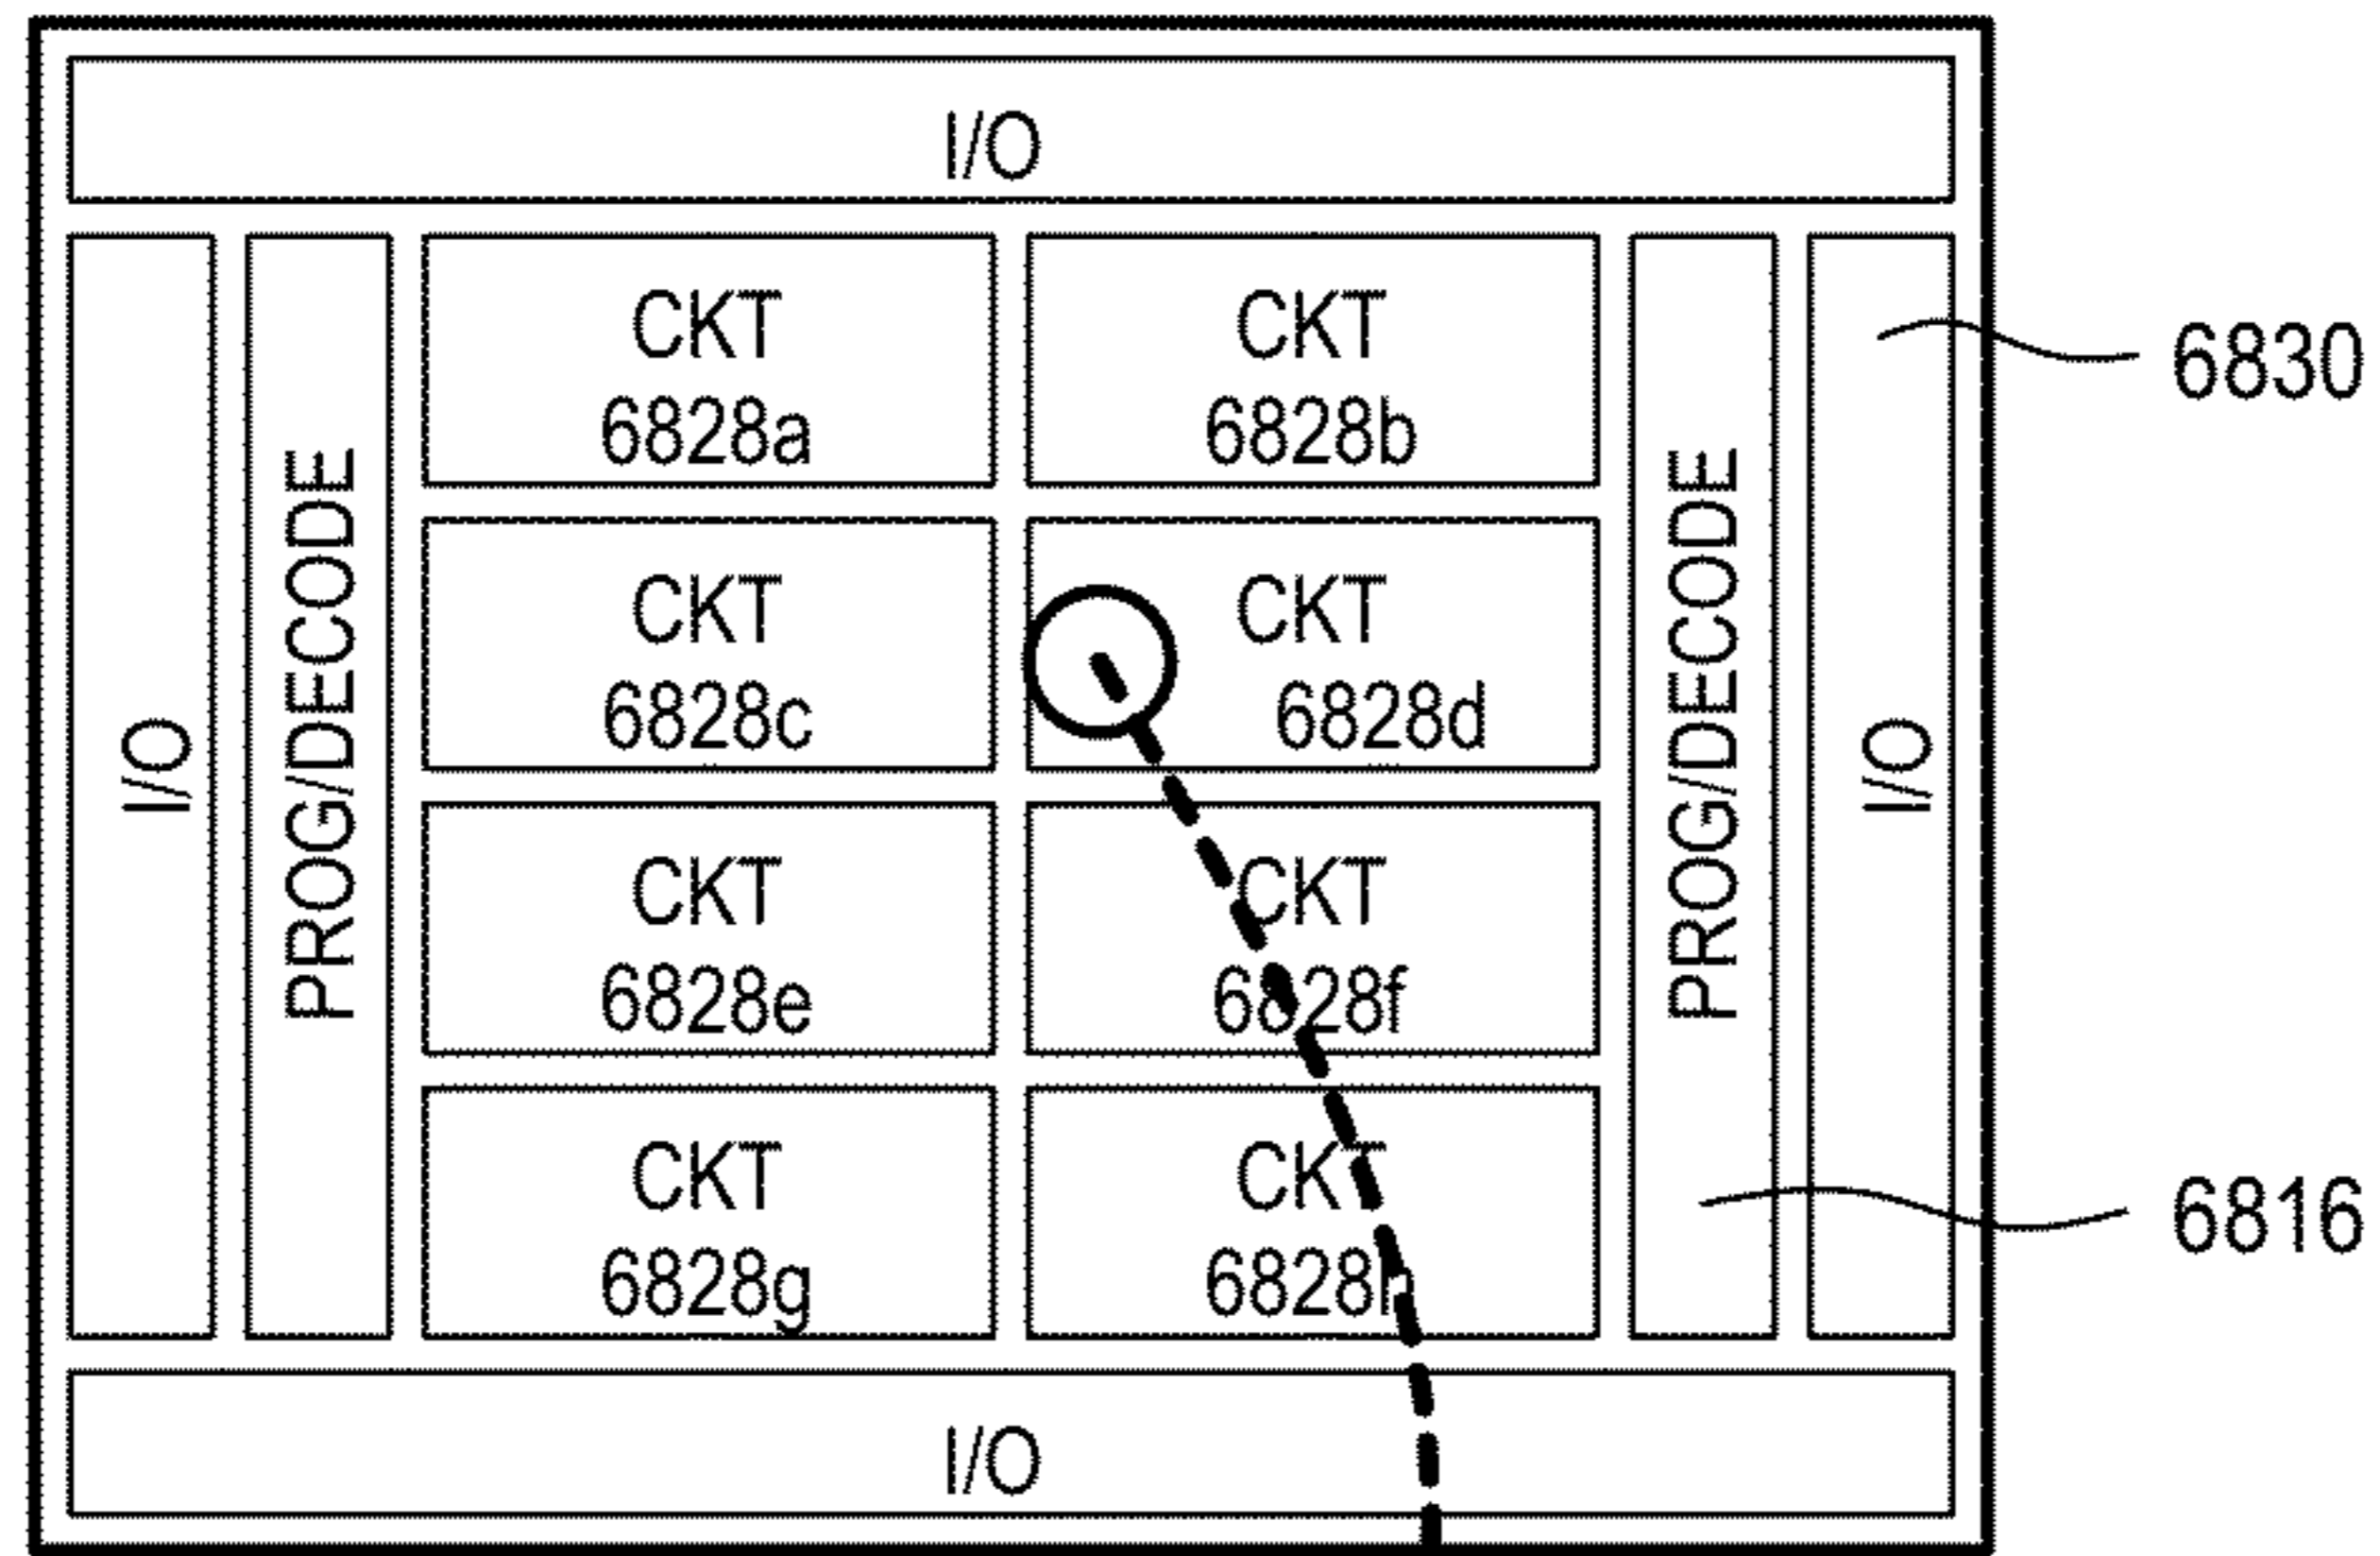 I/O
CKT
6828a
CKT
6828b
6830
I/O
PROG/DECODE
CKT
6828c
CKT
6828d
PROG/DECODE
I/O
CKT
6828e
CKT
6828f
CKT
6828g
CKT
6828h
6816
I/O